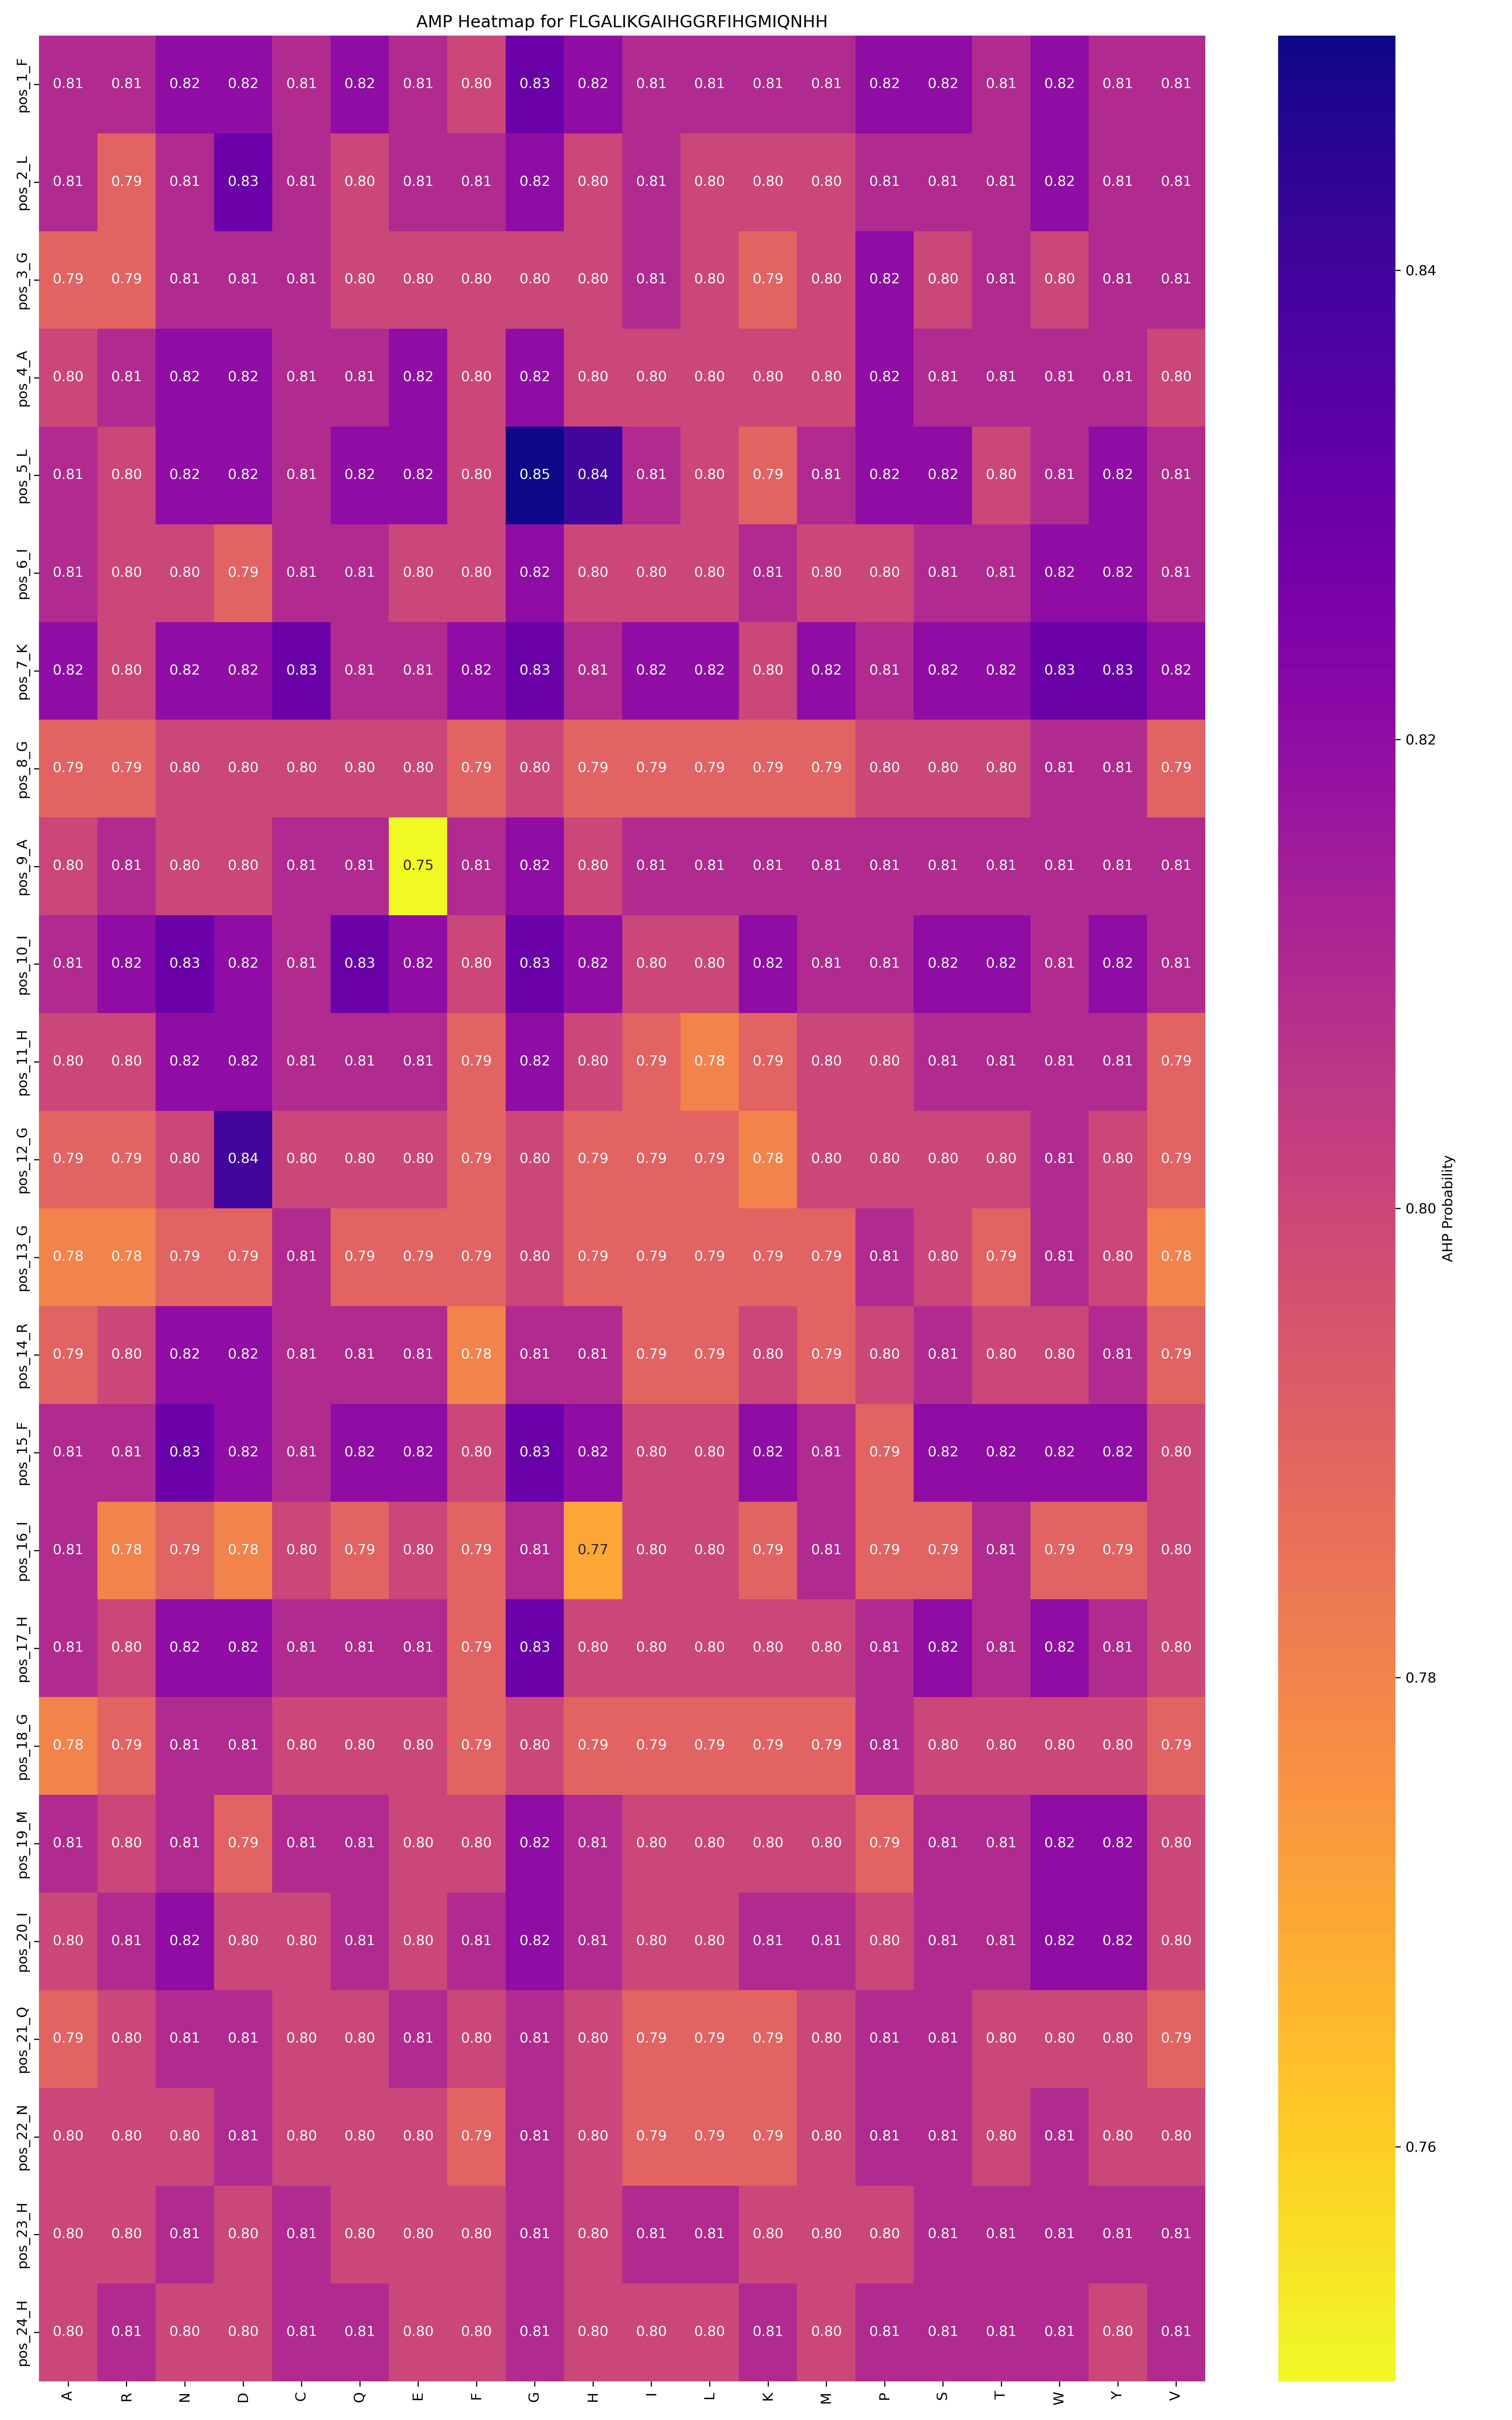 AMP Heatmap for FLGALIKGAIHGGRFIHGMIQNHH
pos_1_F 0.81 0.81 0.82 0.82 0.81 0.82 0.81 0.80 0.83 0.82 0.81 0.81 0.81 0.81 0.82 0.82 0.81 0.82 0.81 0.81
pos_2_L 0.81 0.79 0.81 0.83 0.81 0.80 0.81 0.81 0.82 0.80 0.81 0.80 0.80 0.80 0.81 0.81 0.81 0.82 0.81 0.81
pos_3_G 0.79 0.79 0.81 0.81 0.81 0.80 0.80 0.80 0.80 0.80 0.81 0.80 0.79 0.80 0.82 0.80 0.81 0.80 0.81 0.81
pos_4_A 0.80 0.81 0.82 0.82 0.81 0.81 0.82 0.80 0.82 0.80 0.80 0.80 0.80 0.80 0.82 0.81 0.81 0.81 0.81 0.80
pos_5_L 0.81 0.80 0.82 0.82 0.81 0.82 0.82 0.80 0.85 0.84 0.81 0.80 0.79 0.81 0.82 0.82 0.80 0.81 0.82 0.81
pos_6_I 0.81 0.80 0.80 0.79 0.81 0.81 0.80 0.80 0.82 0.80 0.80 0.80 0.81 0.80 0.80 0.81 0.81 0.82 0.82 0.81
pos_7_K 0.82 0.80 0.82 0.82 0.83 0.81 0.81 0.82 0.83 0.81 0.82 0.82 0.80 0.82 0.81 0.82 0.82 0.83 0.83 0.82
pos_8_G 0.79 0.79 0.80 0.80 0.80 0.80 0.80 0.79 0.80 0.79 0.79 0.79 0.79 0.79 0.80 0.80 0.80 0.81 0.81 0.79
pos_9_A 0.80 0.81 0.80 0.80 0.81 0.81 0.75 0.81 0.82 0.80 0.81 0.81 0.81 0.81 0.81 0.81 0.81 0.81 0.81 0.81
pos_10_I 0.81 0.82 0.83 0.82 0.81 0.83 0.82 0.80 0.83 0.82 0.80 0.80 0.82 0.81 0.81 0.82 0.82 0.81 0.82 0.81
pos_11_H 0.80 0.80 0.82 0.82 0.81 0.81 0.81 0.79 0.82 0.80 0.79 0.78 0.79 0.80 0.80 0.81 0.81 0.81 0.81 0.79
pos_12_G 0.79 0.79 0.80 0.84 0.80 0.80 0.80 0.79 0.80 0.79 0.79 0.79 0.78 0.80 0.80 0.80 0.80 0.81 0.80 0.79
pos_13_G 0.78 0.78 0.79 0.79 0.81 0.79 0.79 0.79 0.80 0.79 0.79 0.79 0.79 0.79 0.81 0.80 0.79 0.81 0.80 0.78
pos_14_R 0.79 0.80 0.82 0.82 0.81 0.81 0.81 0.78 0.81 0.81 0.79 0.79 0.80 0.79 0.80 0.81 0.80 0.80 0.81 0.79
pos_15_F 0.81 0.81 0.83 0.82 0.81 0.82 0.82 0.80 0.83 0.82 0.80 0.80 0.82 0.81 0.79 0.82 0.82 0.82 0.82 0.80
pos_16_I 0.81 0.78 0.79 0.78 0.80 0.79 0.80 0.79 0.81 0.77 0.80 0.80 0.79 0.81 0.79 0.79 0.81 0.79 0.79 0.80
pos_17_H 0.81 0.80 0.82 0.82 0.81 0.81 0.81 0.79 0.83 0.80 0.80 0.80 0.80 0.80 0.81 0.82 0.81 0.82 0.81 0.80
pos_18_G 0.78 0.79 0.81 0.81 0.80 0.80 0.80 0.79 0.80 0.79 0.79 0.79 0.79 0.79 0.81 0.80 0.80 0.80 0.80 0.79
pos_19_M 0.81 0.80 0.81 0.79 0.81 0.81 0.80 0.80 0.82 0.81 0.80 0.80 0.80 0.80 0.79 0.81 0.81 0.82 0.82 0.80
pos_20_I 0.80 0.81 0.82 0.80 0.80 0.81 0.80 0.81 0.82 0.81 0.80 0.80 0.81 0.81 0.80 0.81 0.81 0.82 0.82 0.80
pos_21_Q 0.79 0.80 0.81 0.81 0.80 0.80 0.81 0.80 0.81 0.80 0.79 0.79 0.79 0.80 0.81 0.81 0.80 0.80 0.80 0.79
pos_22_N 0.80 0.80 0.80 0.81 0.80 0.80 0.80 0.79 0.81 0.80 0.79 0.79 0.79 0.80 0.81 0.81 0.80 0.81 0.80 0.80
pos_23_H 0.80 0.80 0.81 0.80 0.81 0.80 0.80 0.80 0.81 0.80 0.81 0.81 0.80 0.80 0.80 0.81 0.81 0.81 0.81 0.81
pos_24_H 0.80 0.81 0.80 0.80 0.81 0.81 0.80 0.80 0.81 0.80 0.80 0.80 0.81 0.80 0.81 0.81 0.81 0.81 0.80 0.81
A R N D C Q E F G H I L K M P S T W Y V
0.84
0.82
0.80
0.78
0.76
AHP Probability